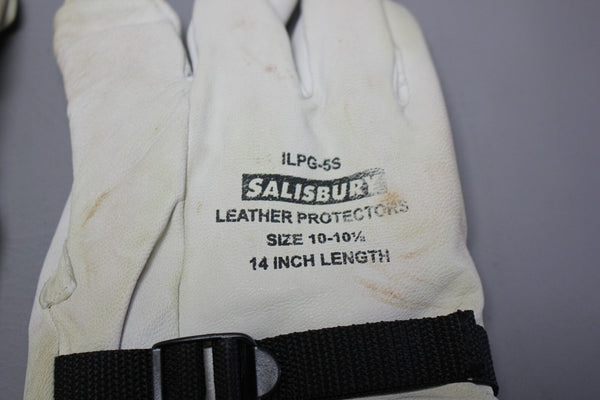 ILPG-5S
SALISBURY
LEATHER PROTECTORS
SIZE 10-10½
14 INCH LENGTH